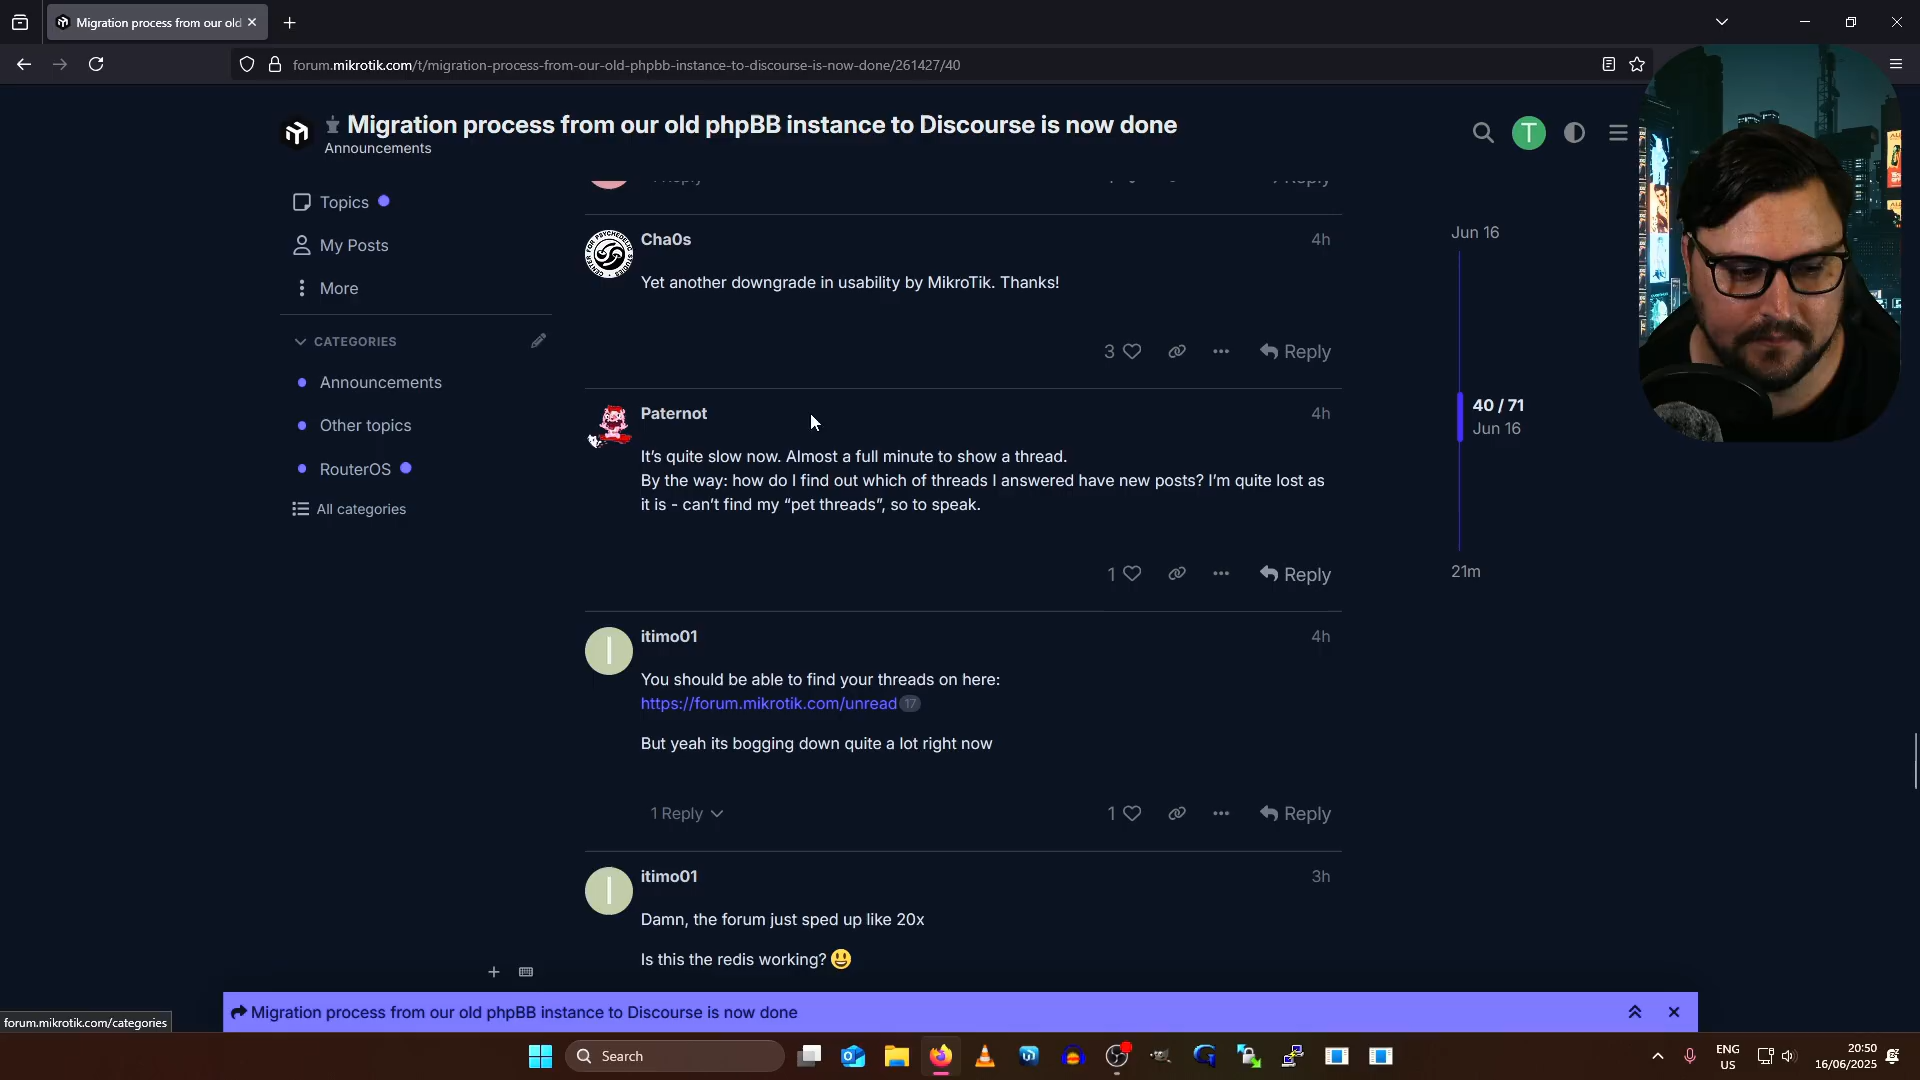 Migration process from our old
forum.mikrotik.com/t/migration-process-from-our-old-phpbb-instance-to-discourse-is-now-done/261427/40
Migration process from our old phpBB instance to Discourse is now done
Announcements
T
Topics
My Posts
More
CATEGORIES
Announcements
Other topics
RouterOS
All categories
Reply
Cha0s
4h
Yet another downgrade in usability by MikroTik. Thanks!
3
Reply
Paternot
4h
It's quite slow now. Almost a full minute to show a thread.
By the way: how do I find out which of threads I answered have new posts? I'm quite lost as
it is - can't find my “pet threads”, so to speak.
1
Reply
I
itimo01
4h
You should be able to find your threads on here:
https://forum.mikrotik.com/unread 17
But yeah its bogging down quite a lot right now
1 Reply
1
Reply
I
itimo01
3h
Damn, the forum just sped up like 20x
Is this the redis working? 😃
Jun 16
40 / 71
Jun 16
21m
Migration process from our old phpBB instance to Discourse is now done
forum.mikrotik.com/categories
Search
ENG
US
20:50
16/06/2025